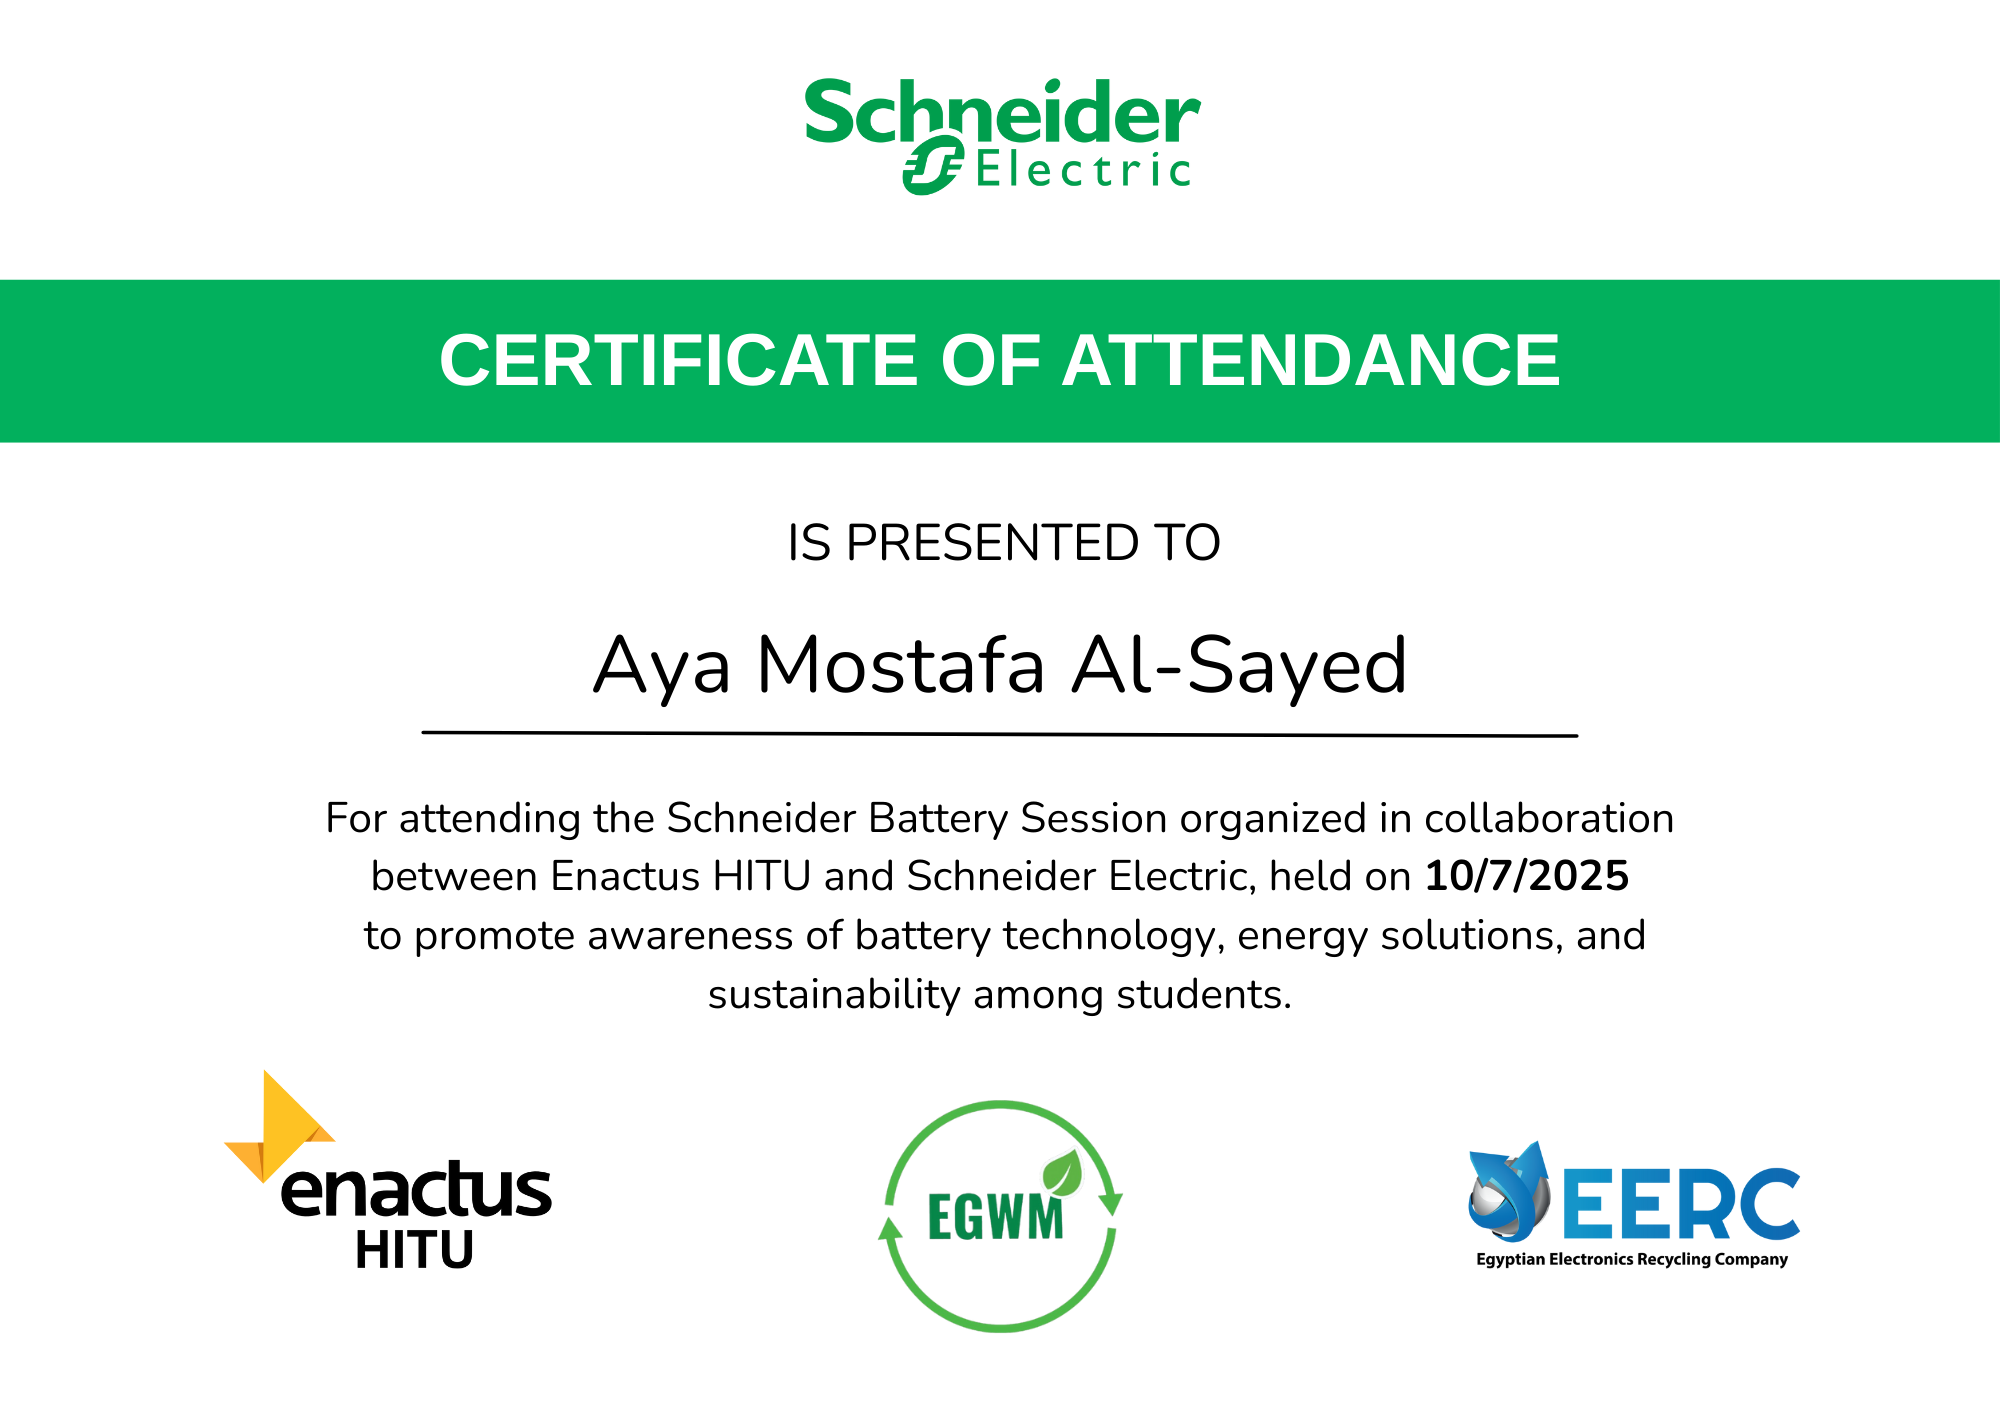 Schneider
Electric
CERTIFICATE OF ATTENDANCE
IS PRESENTED TO
Aya Mostafa Al-Sayed
For attending the Schneider Battery Session organized in collaboration
between Enactus HITU and Schneider Electric, held on 10/7/2025
to promote awareness of battery technology, energy solutions, and
sustainability among students.
enactus
HITU
EGWM
EERC
Egyptian Electronics Recycling Company